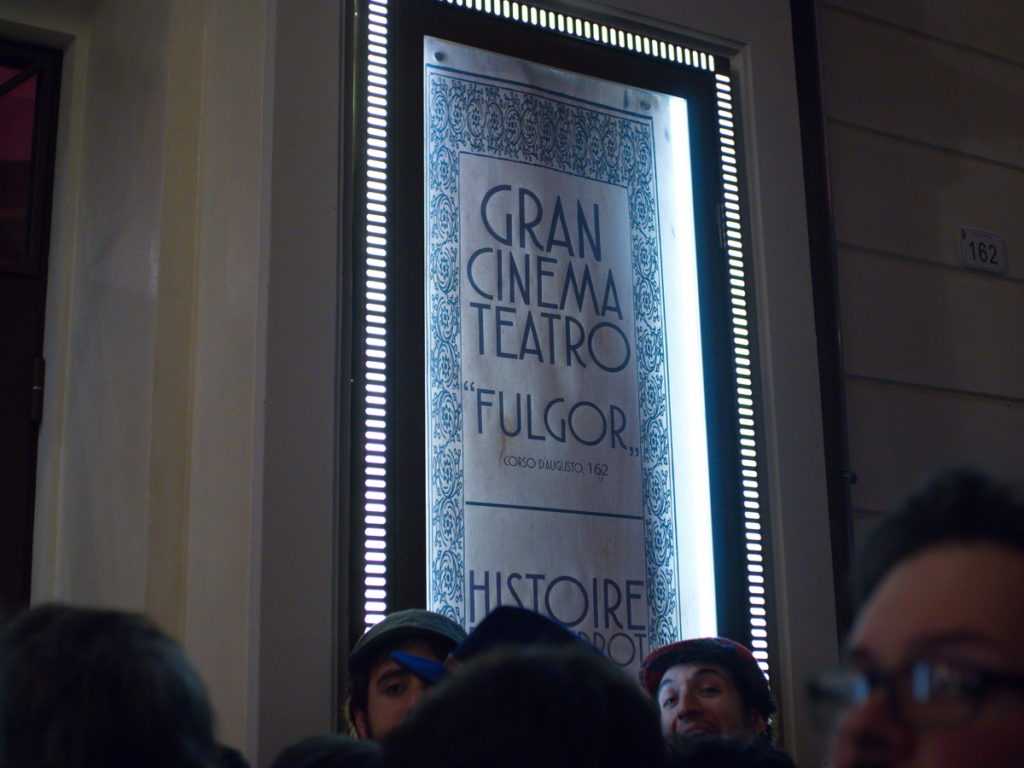 GRAN
CINEMA
TEATRO
“FULGOR„
CORSO D'AUGUSTO, 162
HISTOIRE
162